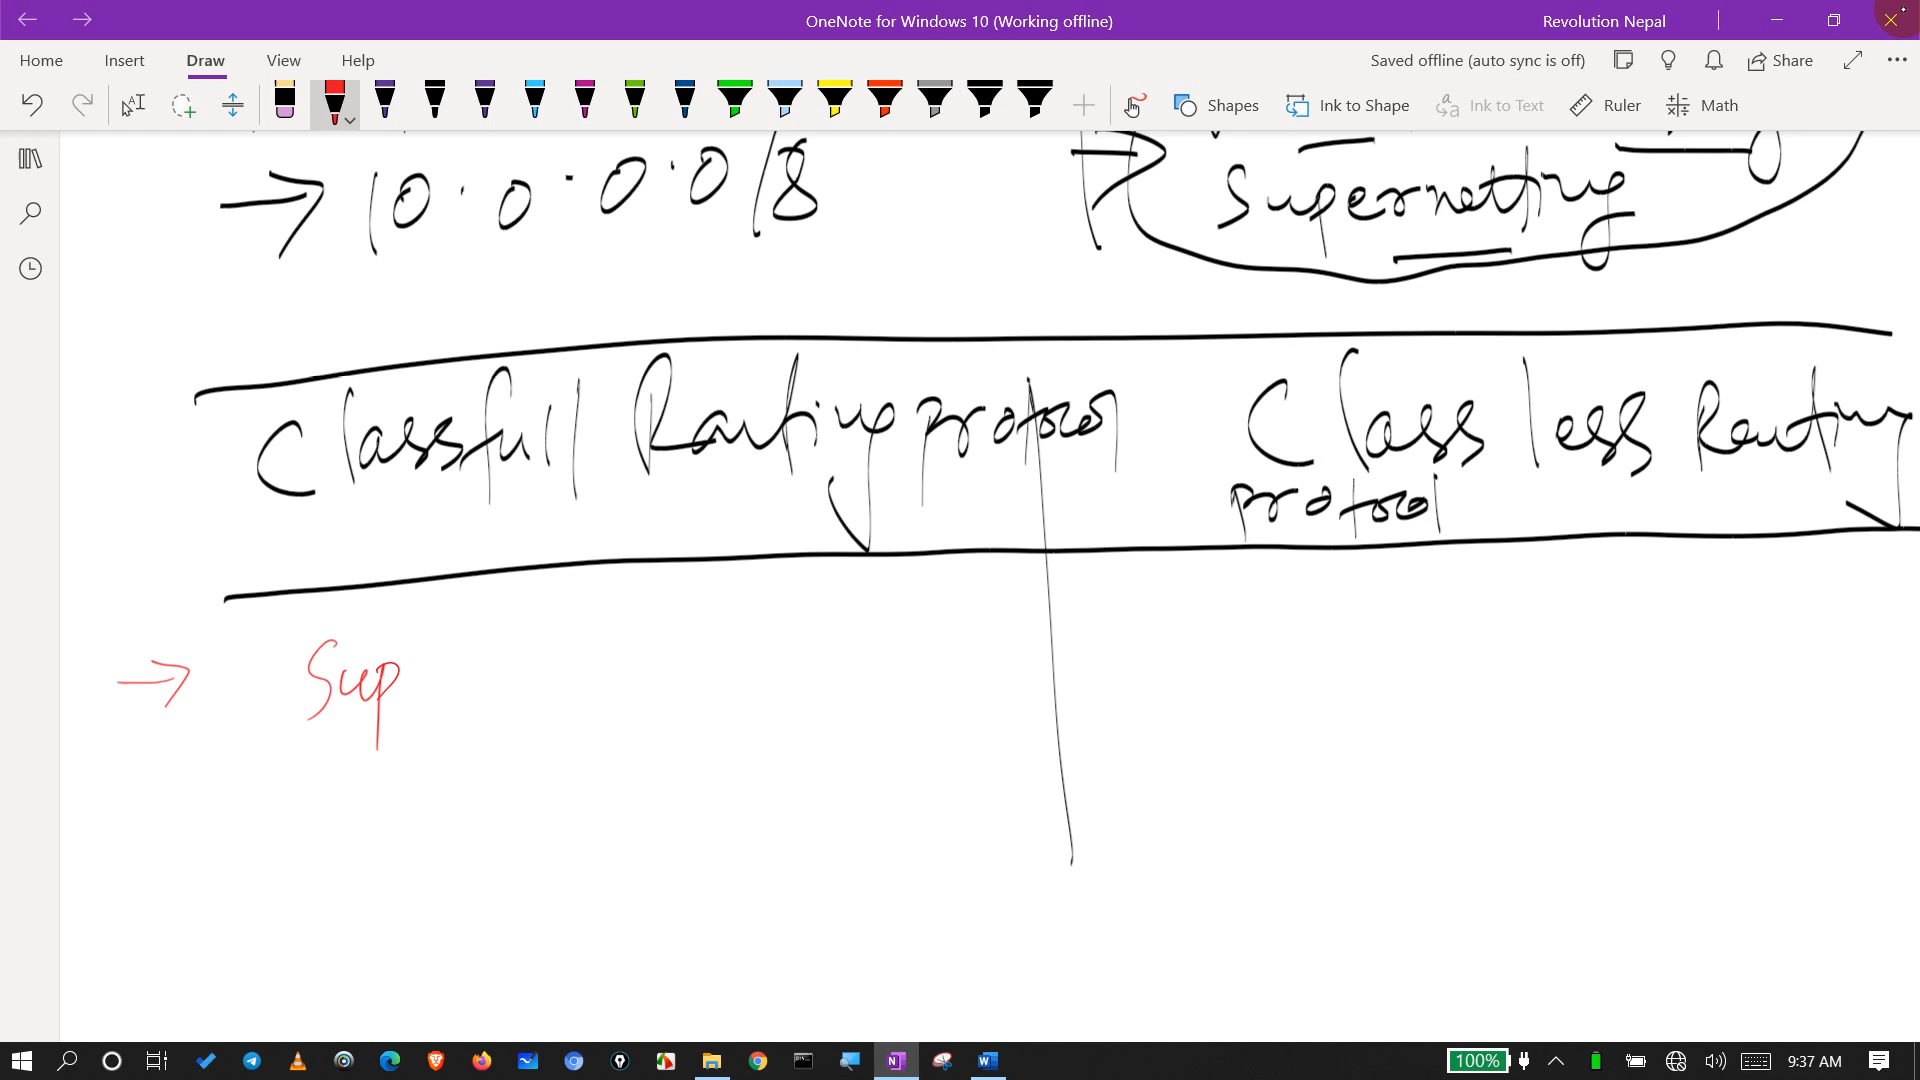 OneNote for Windows 10 (Working offline)
Revolution Nepal
Home Insert Draw View Help
Saved offline (auto sync is off) Share
Shapes Ink to Shape Ink to Text Ruler Math
→ 10.0.0.0/8
Supernetting
Classfull Routing protocol
Class less Routing
protocol
→ Sup
100% 9:37 AM